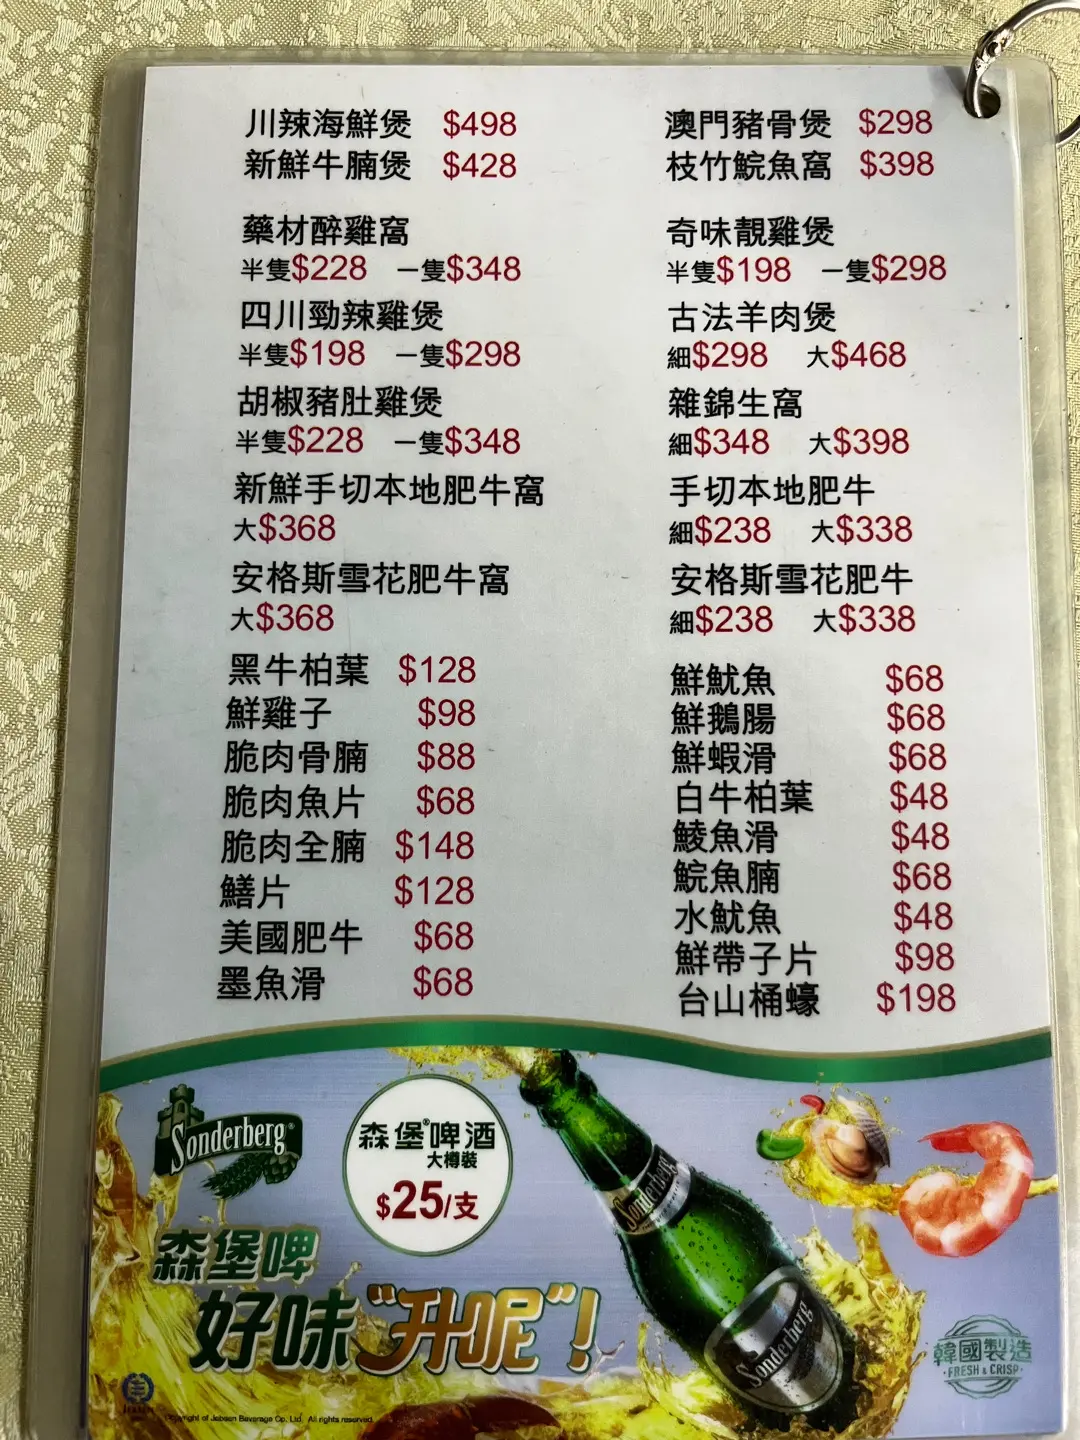 川辣海鮮煲 $498
新鮮牛腩煲 $428
藥材醉雞窩
半隻$228 一隻$348
四川勁辣雞煲
半隻$198 一隻$298
胡椒豬肚雞煲
半隻$228 一隻$348
新鮮手切本地肥牛窩
大$368
安格斯雪花肥牛窩
大$368
黑牛柏葉 $128
鮮雞子 $98
脆肉骨腩 $88
脆肉魚片 $68
脆肉全腩 $148
鱔片 $128
美國肥牛 $68
墨魚滑 $68
澳門豬骨煲 $298
枝竹鯇魚窩 $398
奇味靚雞煲
半隻$198 一隻$298
古法羊肉煲
細$298 大$468
雜錦生窩
細$348 大$398
手切本地肥牛
細$238 大$338
安格斯雪花肥牛
細$238 大$338
鮮魷魚 $68
鮮鵝腸 $68
鮮蝦滑 $68
白牛柏葉 $48
鯪魚滑 $48
鯇魚腩 $68
水魷魚 $48
鮮帶子片 $98
台山桶蠔 $198
Sonderberg®
森堡®啤酒
大樽裝
$25/支
森堡啤
好味"升呢"!
Sonderberg
Sonderberg
韓國製造
·FRESH & CRISP·
Copyright of Jebsen Beverage Co. Ltd. All rights reserved.